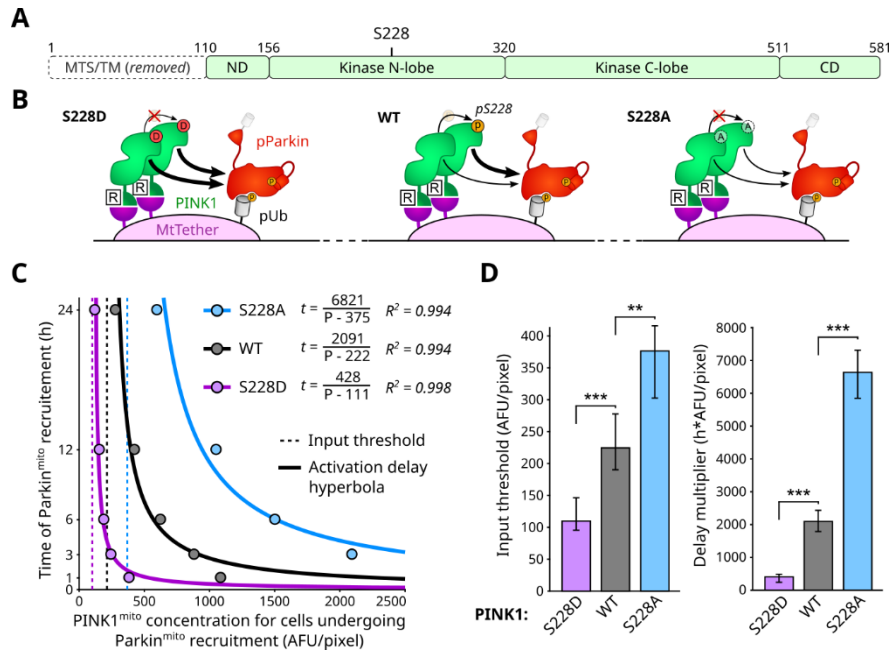 A
S228
1 110 156 320 511 581
MTS/TM (removed) ND Kinase N-lobe Kinase C-lobe CD
B
S228D WT pS228 S228A
D D P A A
pParkin
P P P
R R R R R R
P P P
PINK1 pUb
MtTether
C
Time of Parkin^mito recruitement (h)
24
12
6
3
1
0
0 500 1000 1500 2000 2500
PINK1^mito concentration for cells undergoing
Parkin^mito recruitment (AFU/pixel)
S228A t = 6821 / P - 375 R² = 0.994
WT t = 2091 / P - 222 R² = 0.994
S228D t = 428 / P - 111 R² = 0.998
Input threshold
Activation delay
hyperbola
D
Input threshold (AFU/pixel)
400
350
300
250
200
150
100
50
0
**
***
PINK1: S228D WT S228A
Delay multiplier (h*AFU/pixel)
8000
7000
6000
5000
4000
3000
2000
1000
0
***
***
S228D WT S228A